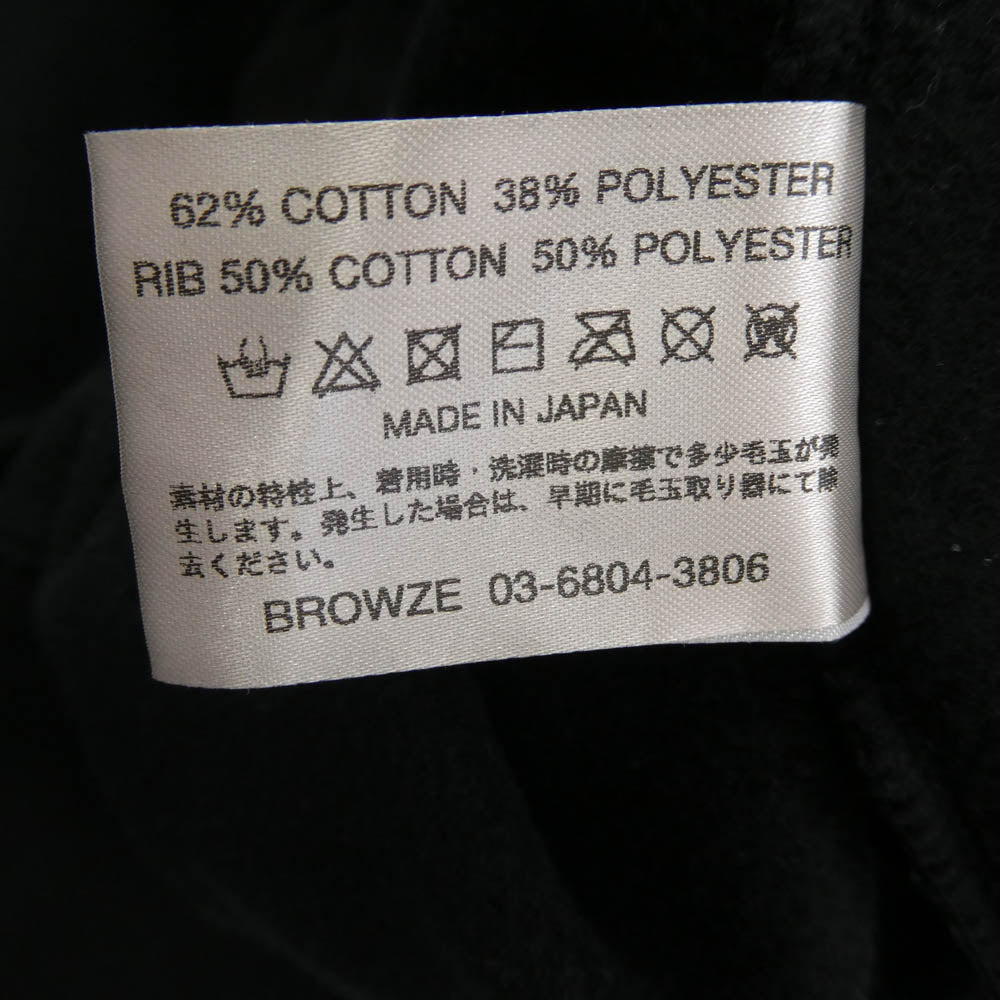 62% COTTON 38% POLYESTER
RIB 50% COTTON 50% POLYESTER
MADE IN JAPAN
素材の特性上、着用時・洗濯時の摩擦で多少毛玉が発
生します。発生した場合は、早期に毛玉取り器にて除
去ください。
BROWZE 03-6804-3806